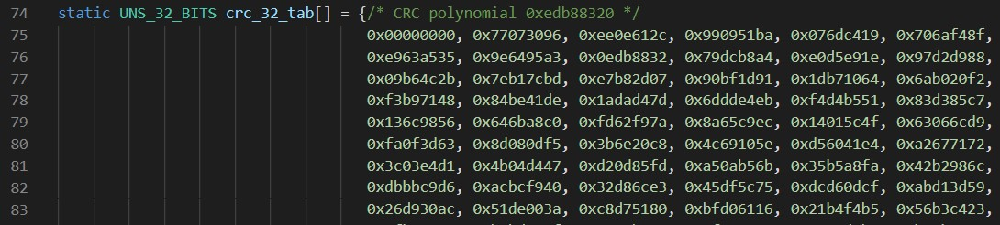 74 static UNS_32_BITS crc_32_tab[] = {/* CRC polynomial 0xedb88320 */
75 0x00000000, 0x77073096, 0xee0e612c, 0x990951ba, 0x076dc419, 0x706af48f,
76 0xe963a535, 0x9e6495a3, 0x0edb8832, 0x79dcb8a4, 0xe0d5e91e, 0x97d2d988,
77 0x09b64c2b, 0x7eb17cbd, 0xe7b82d07, 0x90bf1d91, 0x1db71064, 0x6ab020f2,
78 0xf3b97148, 0x84be41de, 0x1adad47d, 0x6ddde4eb, 0xf4d4b551, 0x83d385c7,
79 0x136c9856, 0x646ba8c0, 0xfd62f97a, 0x8a65c9ec, 0x14015c4f, 0x63066cd9,
80 0xfa0f3d63, 0x8d080df5, 0x3b6e20c8, 0x4c69105e, 0xd56041e4, 0xa2677172,
81 0x3c03e4d1, 0x4b04d447, 0xd20d85fd, 0xa50ab56b, 0x35b5a8fa, 0x42b2986c,
82 0xdbbbc9d6, 0xacbcf940, 0x32d86ce3, 0x45df5c75, 0xdcd60dcf, 0xabd13d59,
83 0x26d930ac, 0x51de003a, 0xc8d75180, 0xbfd06116, 0x21b4f4b5, 0x56b3c423,